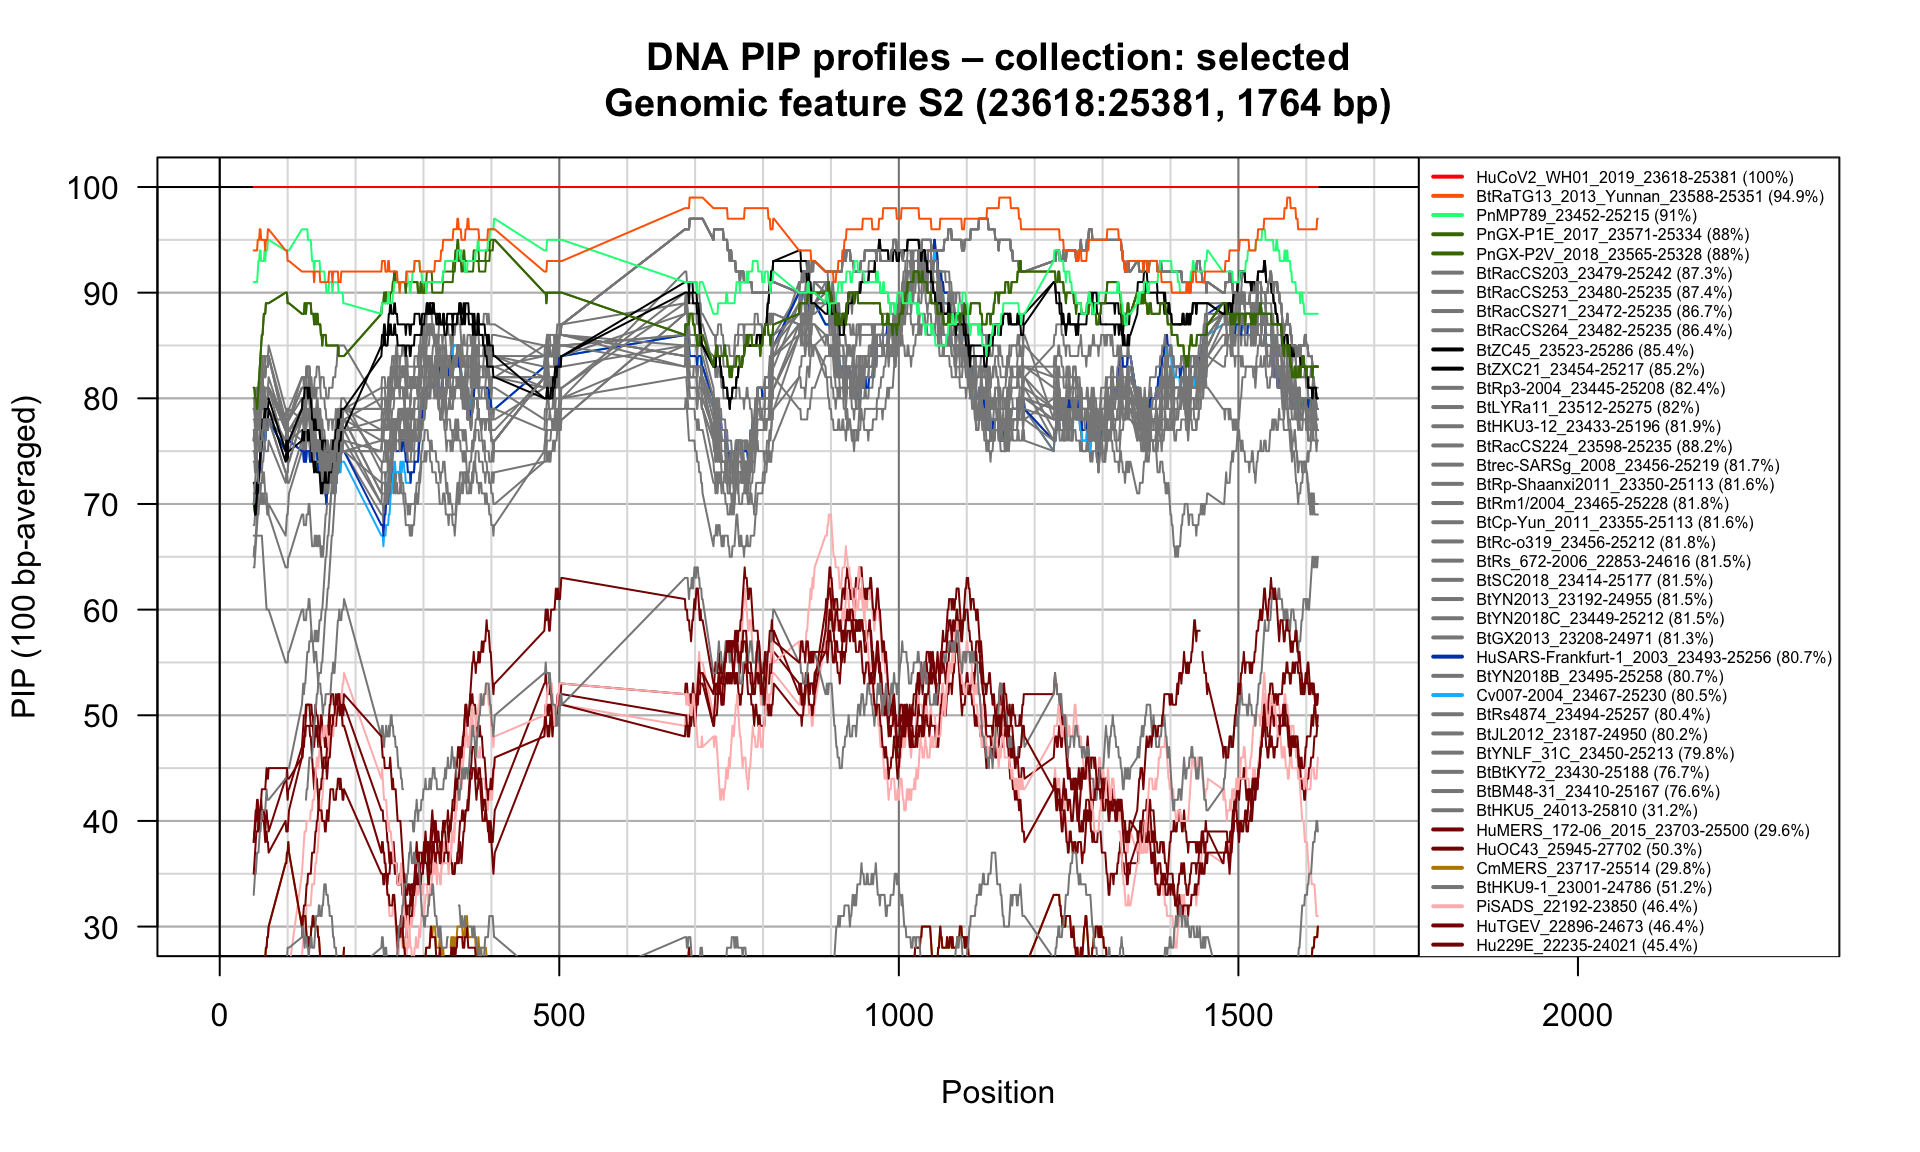 DNA PIP profiles – collection: selected
Genomic feature S2 (23618:25381, 1764 bp)
PIP (100 bp-averaged)
100
90
80
70
60
50
40
30
0
500
1000
1500
2000
Position
HuCoV2_WH01_2019_23618-25381 (100%)
BtRaTG13_2013_Yunnan_23588-25351 (94.9%)
PnMP789_23452-25215 (91%)
PnGX-P1E_2017_23571-25334 (88%)
PnGX-P2V_2018_23565-25328 (88%)
BtRacCS203_23479-25242 (87.3%)
BtRacCS253_23480-25235 (87.4%)
BtRacCS271_23472-25235 (86.7%)
BtRacCS264_23482-25235 (86.4%)
BtZC45_23523-25286 (85.4%)
BtZXC21_23454-25217 (85.2%)
BtRp3-2004_23445-25208 (82.4%)
BtLYRa11_23512-25275 (82%)
BtHKU3-12_23433-25196 (81.9%)
BtRacCS224_23598-25235 (88.2%)
Btrec-SARSg_2008_23456-25219 (81.7%)
BtRp-Shaanxi2011_23350-25113 (81.6%)
BtRm1/2004_23465-25228 (81.8%)
BtCp-Yun_2011_23355-25113 (81.6%)
BtRc-o319_23456-25212 (81.8%)
BtRs_672-2006_22853-24616 (81.5%)
BtSC2018_23414-25177 (81.5%)
BtYN2013_23192-24955 (81.5%)
BtYN2018C_23449-25212 (81.5%)
BtGX2013_23208-24971 (81.3%)
HuSARS-Frankfurt-1_2003_23493-25256 (80.7%)
BtYN2018B_23495-25258 (80.7%)
Cv007-2004_23467-25230 (80.5%)
BtRs4874_23494-25257 (80.4%)
BtJL2012_23187-24950 (80.2%)
BtYNLF_31C_23450-25213 (79.8%)
BtBtKY72_23430-25188 (76.7%)
BtBM48-31_23410-25167 (76.6%)
BtHKU5_24013-25810 (31.2%)
HuMERS_172-06_2015_23703-25500 (29.6%)
HuOC43_25945-27702 (50.3%)
CmMERS_23717-25514 (29.8%)
BtHKU9-1_23001-24786 (51.2%)
PiSADS_22192-23850 (46.4%)
HuTGEV_22896-24673 (46.4%)
Hu229E_22235-24021 (45.4%)